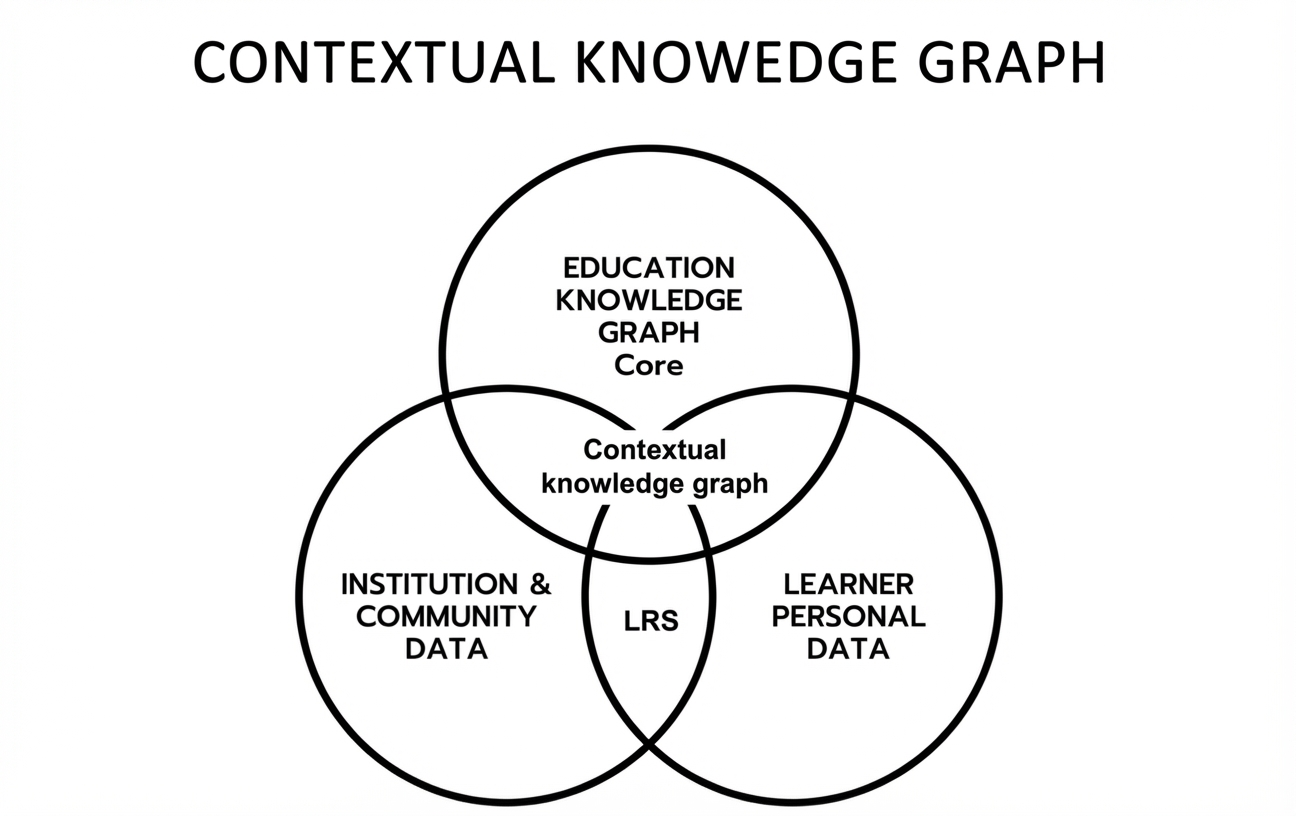 CONTEXTUAL KNOWEDGE GRAPH
EDUCATION
KNOWLEDGE
GRAPH
Core
Contextual
knowledge graph
INSTITUTION &
COMMUNITY
DATA
LRS
LEARNER
PERSONAL
DATA